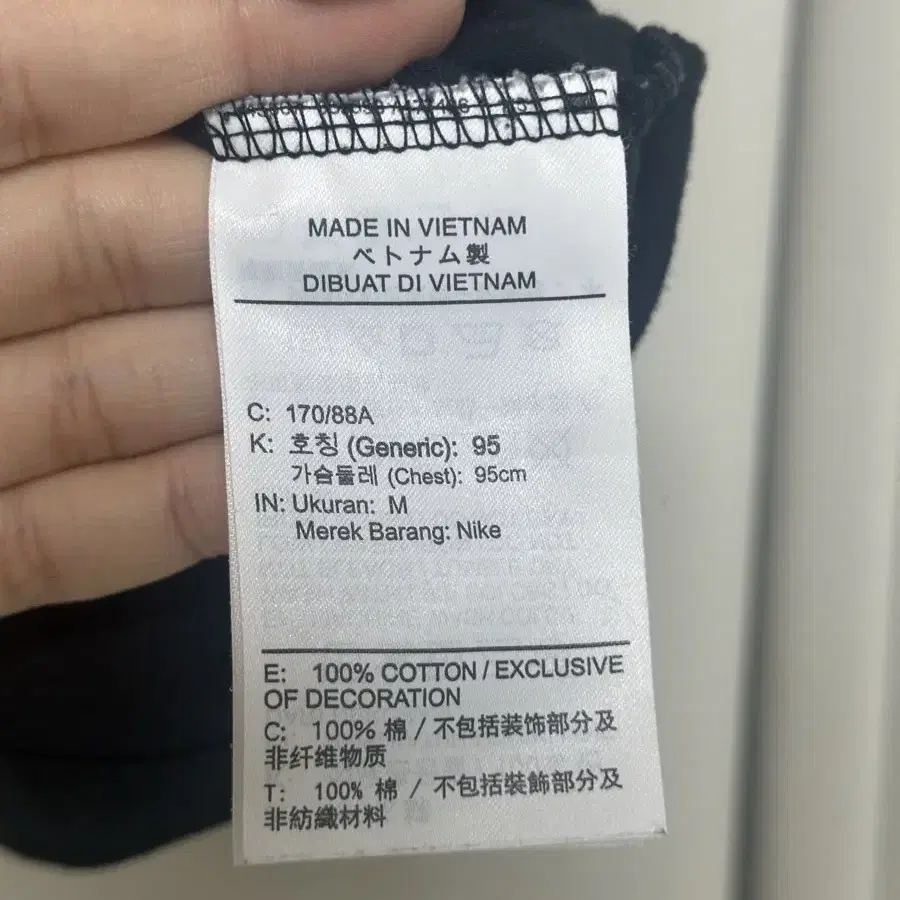 MADE IN VIETNAM
ベトナム製
DIBUAT DI VIETNAM
C: 170/88A
K: 호칭 (Generic): 95
가슴둘레 (Chest): 95cm
IN: Ukuran: M
Merek Barang: Nike
E: 100% COTTON / EXCLUSIVE
OF DECORATION
C: 100% 棉 / 不包括装饰部分及
非纤维物质
T: 100% 棉 / 不包括裝飾部分及
非紡織材料